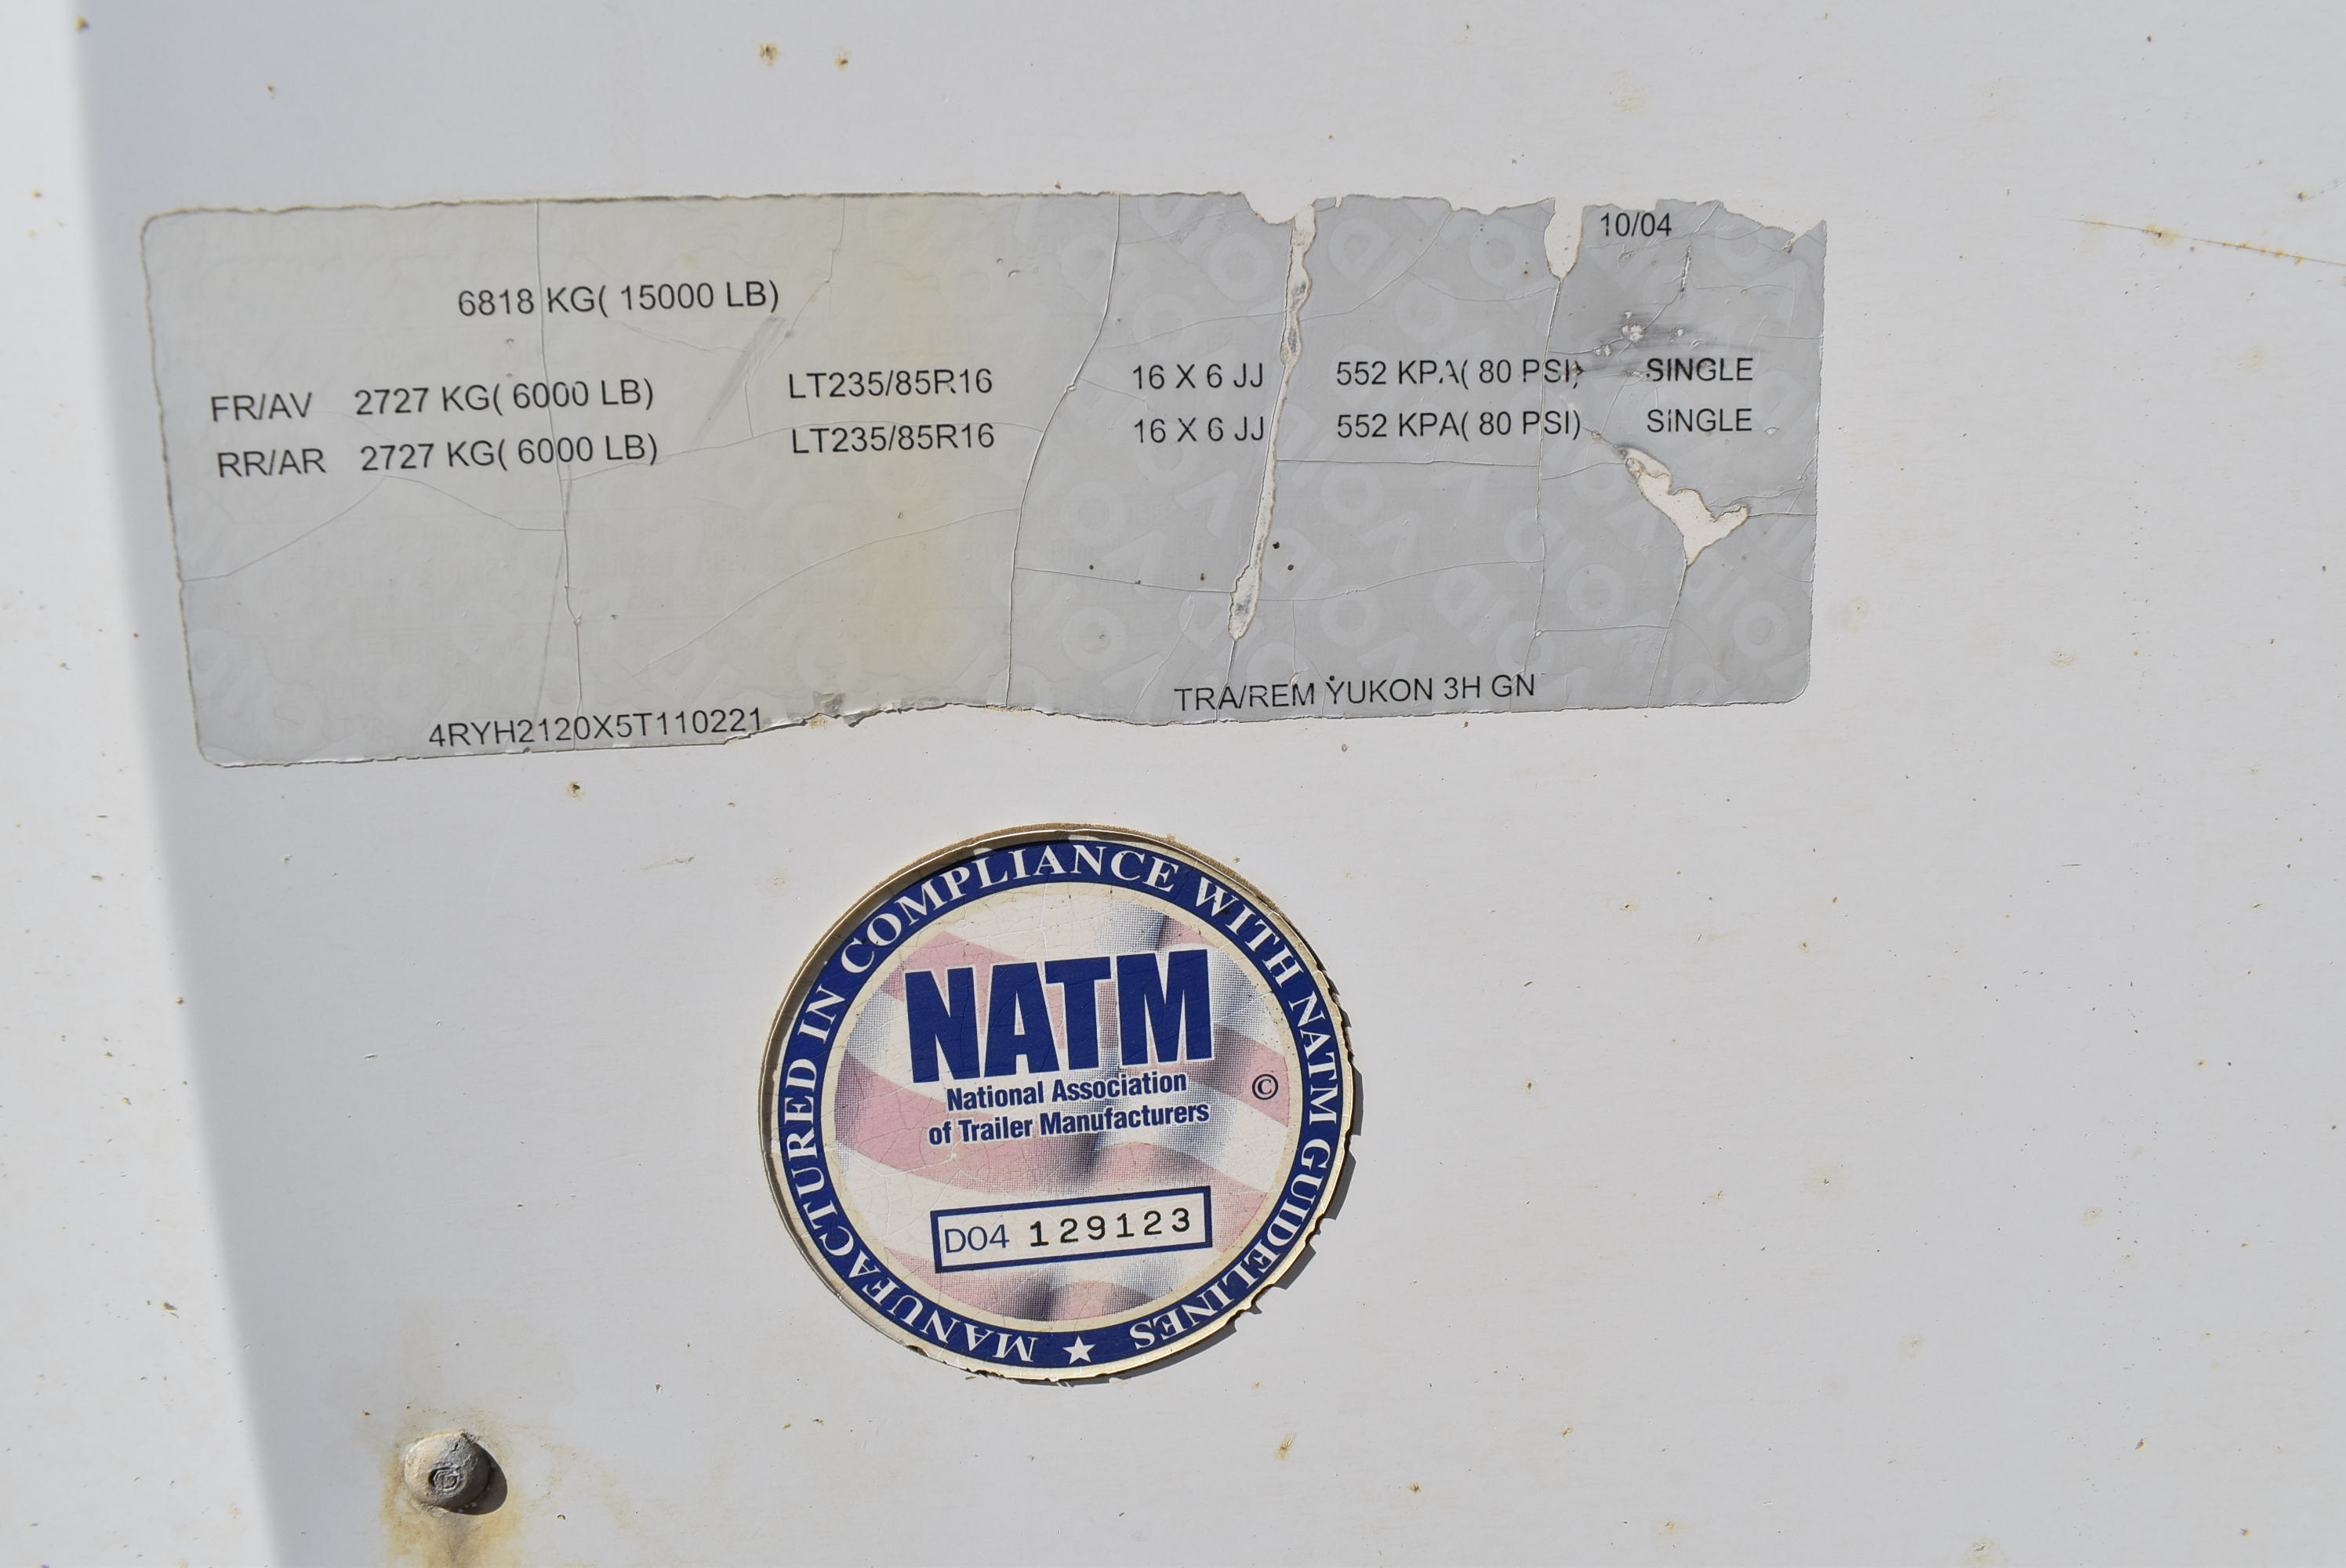 10/04
6818 KG( 15000 LB)
FR/AV 2727 KG( 6000 LB) LT235/85R16 16 X 6 JJ 552 KPA( 80 PSI) SINGLE
RR/AR 2727 KG( 6000 LB) LT235/85R16 16 X 6 JJ 552 KPA( 80 PSI) SINGLE
4RYH2120X5T110221 TRA/REM YUKON 3H GN
MANUFACTURED IN COMPLIANCE WITH NATM GUIDELINES ★
NATM
National Association
of Trailer Manufacturers
©
D04 129123